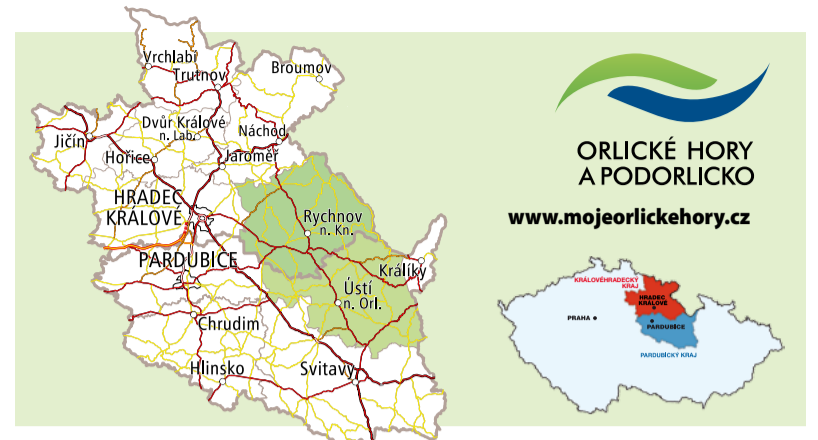 Vrchlabí
Trutnov
Broumov
Dvůr Králové
n. Lab.
Náchod
Jičín
Hořice
Jaroměř
HRADEC
KRÁLOVÉ
Rychnov
n. Kn.
PARDUBICE
Králíky
Ústí
n. Orl.
Chrudim
Hlinsko
Svitavy
ORLICKÉ HORY
A PODORLICKO
www.mojeorlickehory.cz
KRÁLOVÉHRADECKÝ
KRAJ
HRADEC
KRÁLOVÉ
PRAHA
PARDUBICE
PARDUBICKÝ KRAJ